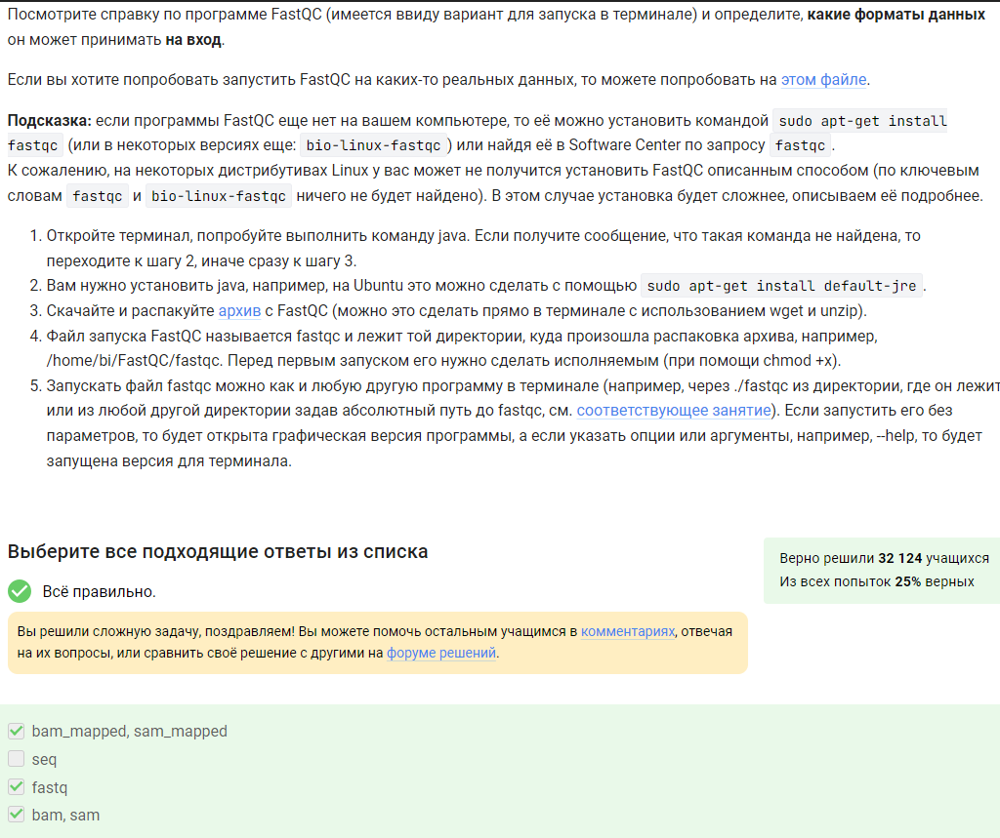 Посмотрите справку по программе FastQC (имеется ввиду вариант для запуска в терминале) и определите, какие форматы данных
он может принимать на вход.
Если вы хотите попробовать запустить FastQC на каких-то реальных данных, то можете попробовать на этом файле.
Подсказка: если программы FastQC еще нет на вашем компьютере, то её можно установить командой sudo apt-get install
fastqc (или в некоторых версиях еще: bio-linux-fastqc ) или найдя её в Software Center по запросу fastqc .
К сожалению, на некоторых дистрибутивах Linux у вас может не получится установить FastQC описанным способом (по ключевым
словам fastqc и bio-linux-fastqc ничего не будет найдено). В этом случае установка будет сложнее, описываем её подробнее.
1. Откройте терминал, попробуйте выполнить команду java. Если получите сообщение, что такая команда не найдена, то
переходите к шагу 2, иначе сразу к шагу 3.
2. Вам нужно установить java, например, на Ubuntu это можно сделать с помощью sudo apt-get install default-jre .
3. Скачайте и распакуйте архив с FastQC (можно это сделать прямо в терминале с использованием wget и unzip).
4. Файл запуска FastQC называется fastqc и лежит той директории, куда произошла распаковка архива, например,
/home/bi/FastQC/fastqc. Перед первым запуском его нужно сделать исполняемым (при помощи chmod +x).
5. Запускать файл fastqc можно как и любую другую программу в терминале (например, через ./fastqc из директории, где он лежит
или из любой другой директории задав абсолютный путь до fastqc, см. соответствующее занятие). Если запустить его без
параметров, то будет открыта графическая версия программы, а если указать опции или аргументы, например, --help, то будет
запущена версия для терминала.
Выберите все подходящие ответы из списка
Верно решили 32 124 учащихся
Из всех попыток 25% верных
Всё правильно.
Вы решили сложную задачу, поздравляем! Вы можете помочь остальным учащимся в комментариях, отвечая
на их вопросы, или сравнить своё решение с другими на форуме решений.
bam_mapped, sam_mapped
seq
fastq
bam, sam